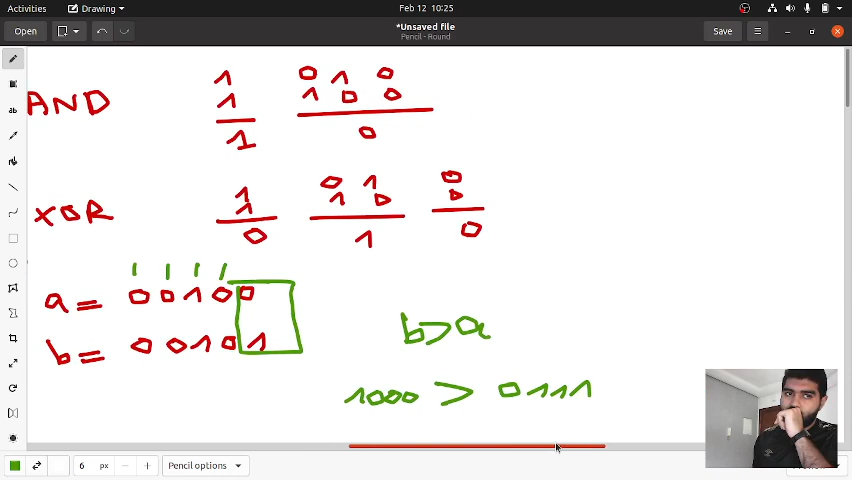 Activities Drawing Feb 12 10:25
Open *Unsaved file Save
Pencil - Round
AND 1 0 1 0
1 1 0 0
1 0
XOR 1 0 1 0
1 1 0 0
0 1 0
1 1 1 1
a= 0 0 1 0 0
b= 0 0 1 0 1
b>a
1000 > 0111
6 px Pencil options